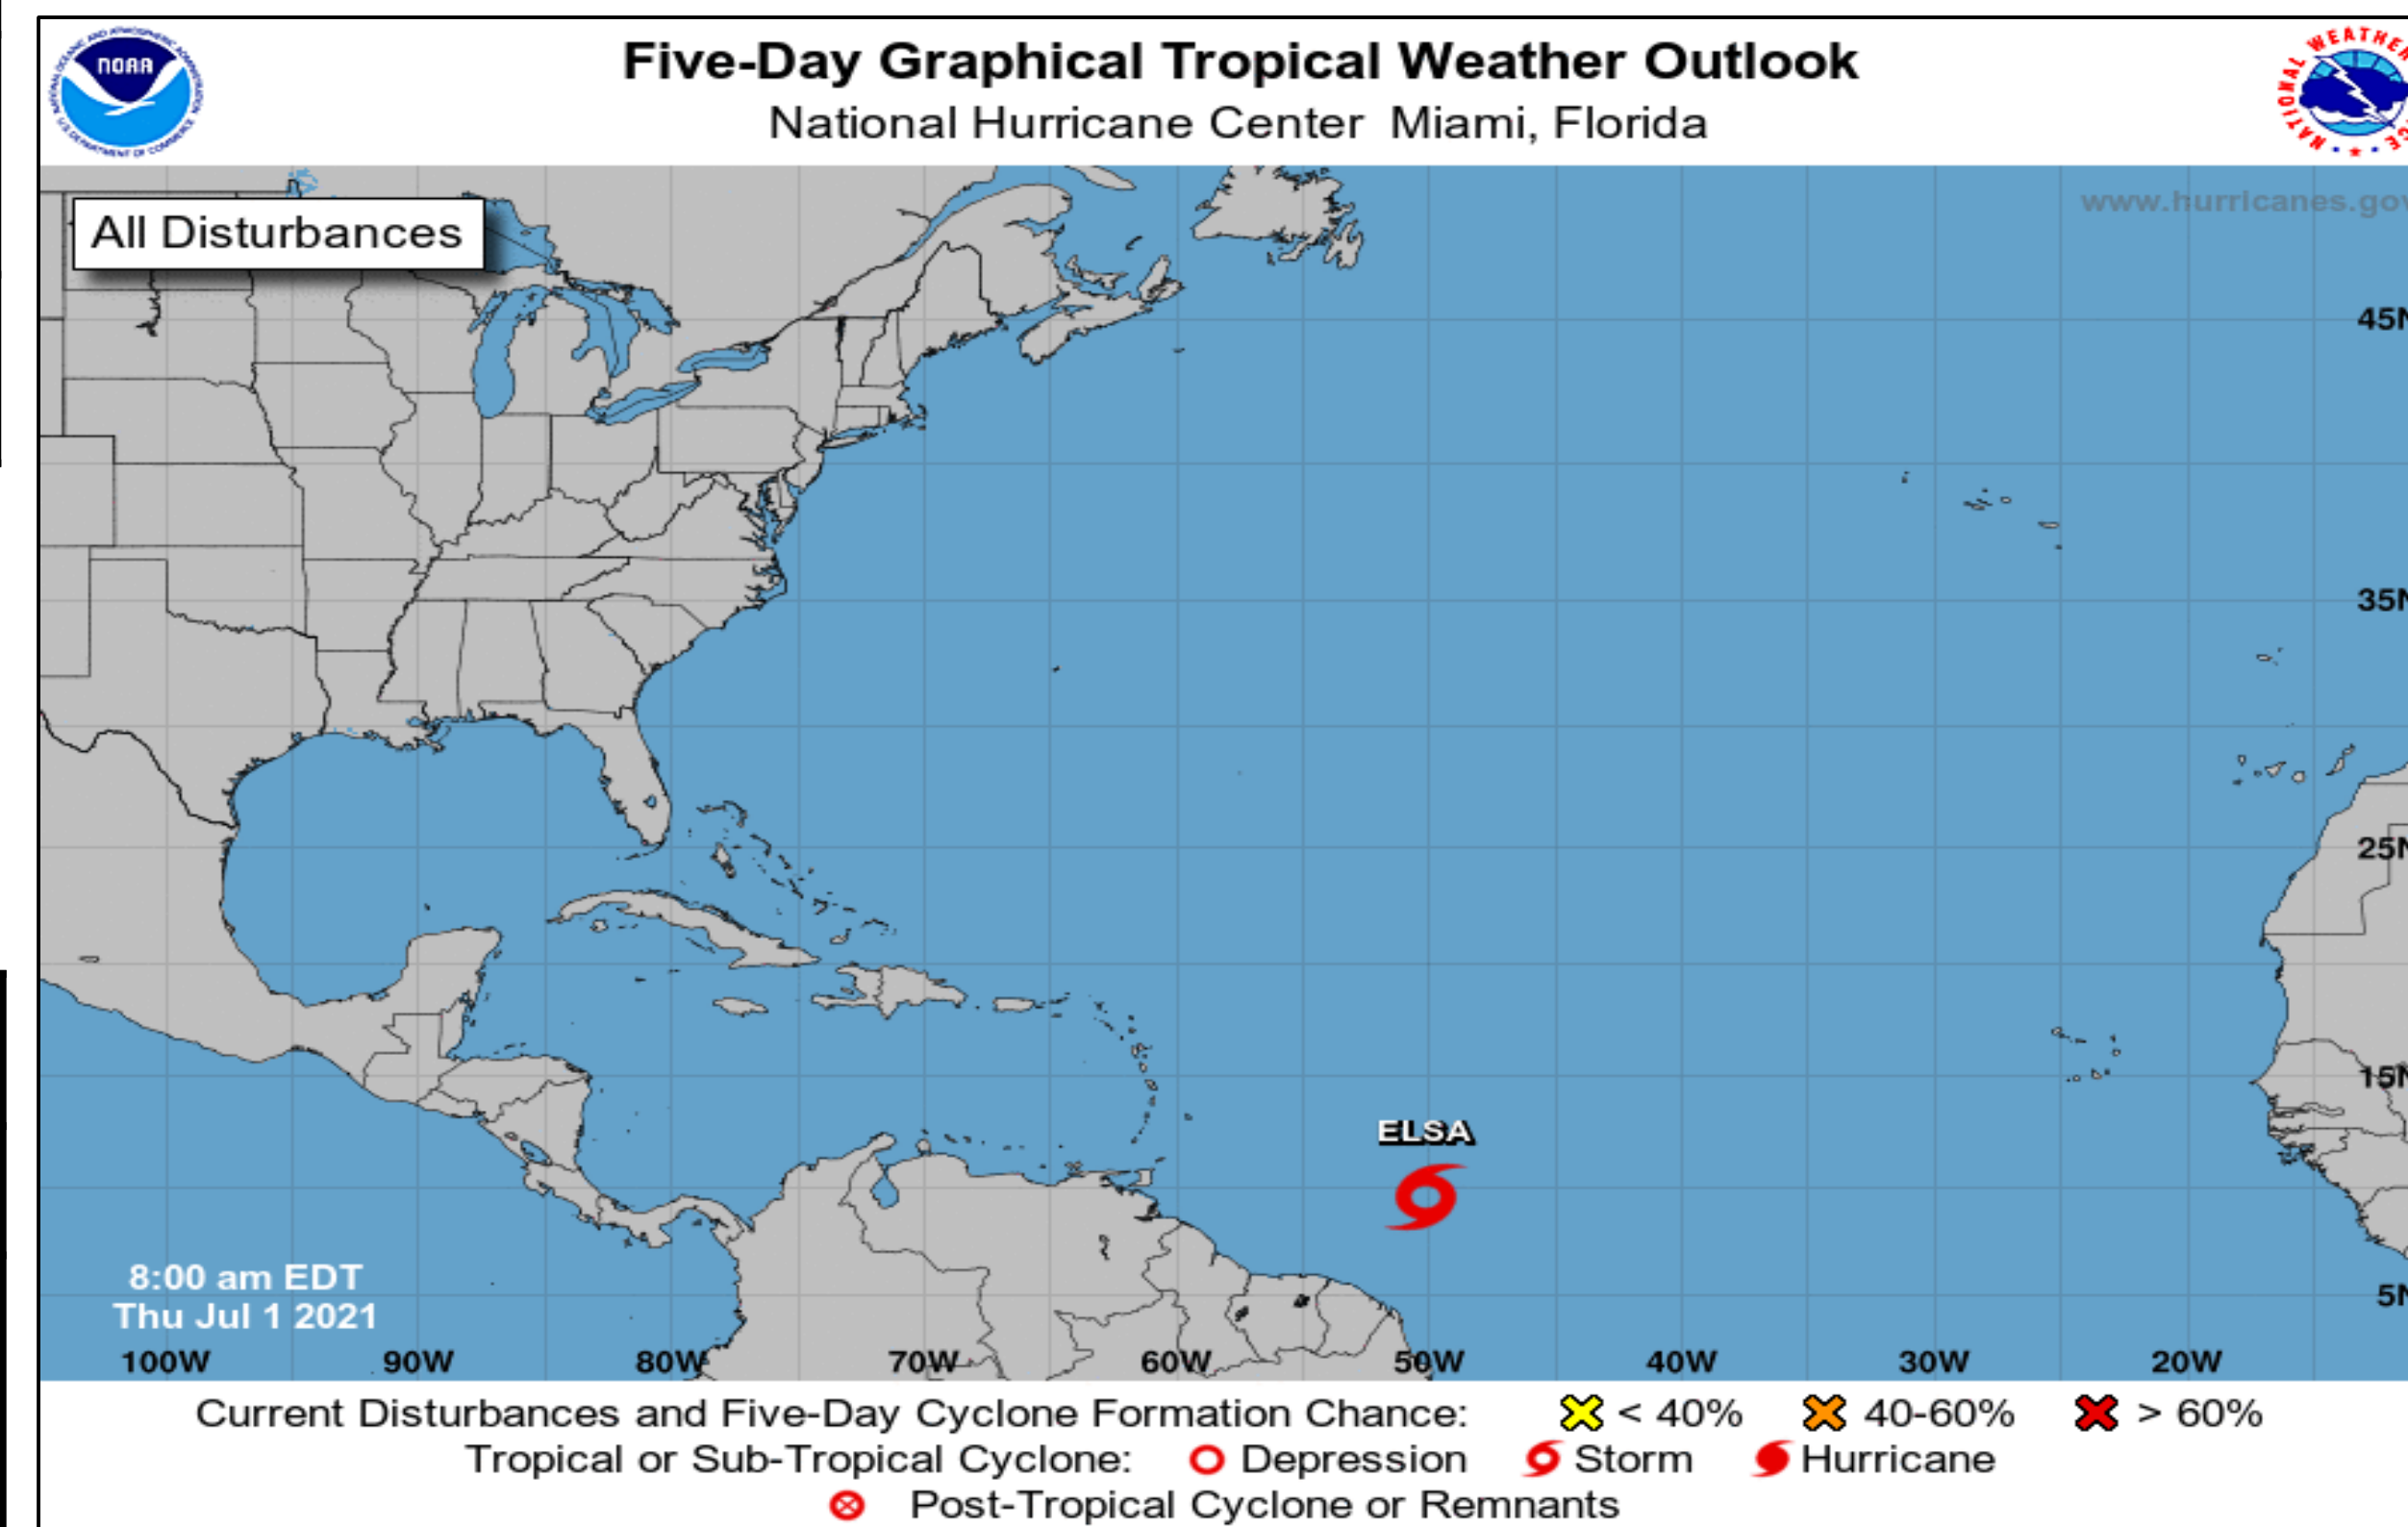 Five-Day Graphical Tropical Weather Outlook
National Hurricane Center Miami, Florida
NOAA
NATIONAL WEATHER
www.hurricanes.gov
All Disturbances
45N
35N
25N
15N
ELSA
5N
8:00 am EDT
Thu Jul 1 2021
100W 90W 80W 70W 60W 50W 40W 30W 20W
Current Disturbances and Five-Day Cyclone Formation Chance: < 40% 40-60% > 60%
Tropical or Sub-Tropical Cyclone: Depression Storm Hurricane
Post-Tropical Cyclone or Remnants